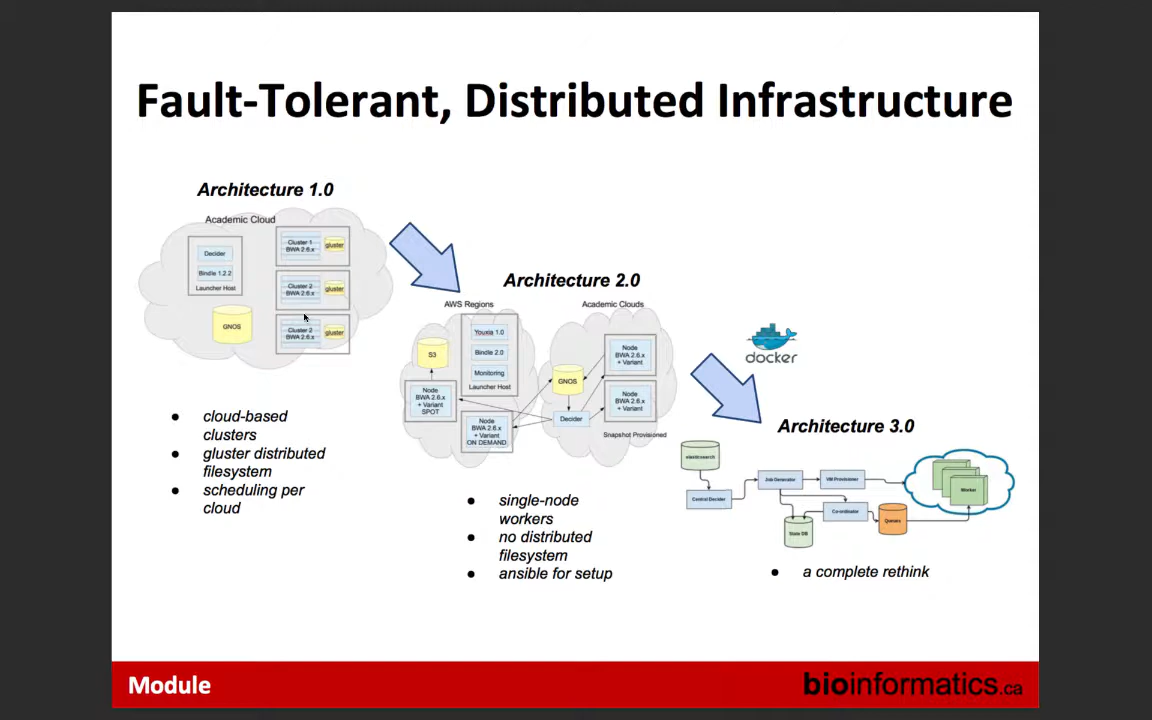 Fault-Tolerant, Distributed Infrastructure
Architecture 1.0
Academic Cloud
Decider
Bindle 1.2.2
Launcher Host
GNOS
Cluster 1
BWA 2.6.x
gluster
Cluster 2
BWA 2.6.x
gluster
Cluster 2
BWA 2.6.x
gluster
• cloud-based
clusters
• gluster distributed
filesystem
• scheduling per
cloud
Architecture 2.0
AWS Regions
Academic Clouds
S3
Youxia 1.0
Bindle 2.0
Monitoring
Launcher Host
Node
BWA 2.6.x
+ Variant
SPOT
Node
BWA 2.6.x
+ Variant
ON DEMAND
GNOS
Decider
Node
BWA 2.6.x
+ Variant
Node
BWA 2.6.x
+ Variant
Snapshot Provisioned
• single-node
workers
• no distributed
filesystem
• ansible for setup
docker
Architecture 3.0
elasticsearch
Central Decider
Job Generator
VM Provisioner
Co-ordinator
State DB
Queues
Worker
• a complete rethink
Module
bioinformatics.ca